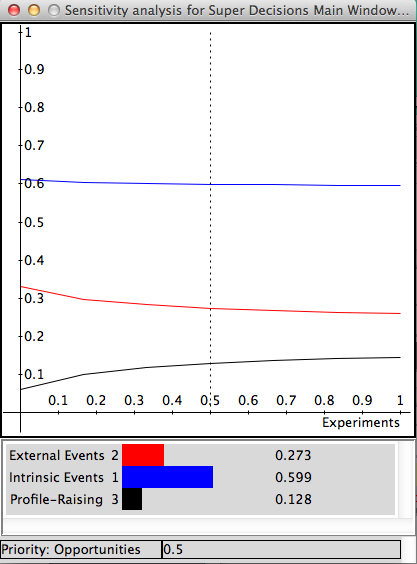 Sensitivity analysis for Super Decisions Main Window...
1
0.9
0.8
0.7
0.6
0.5
0.4
0.3
0.2
0.1
0.1 0.2 0.3 0.4 0.5 0.6 0.7 0.8 0.9 1
Experiments
External Events 2 0.273
Intrinsic Events 1 0.599
Profile-Raising 3 0.128
Priority: Opportunities 0.5